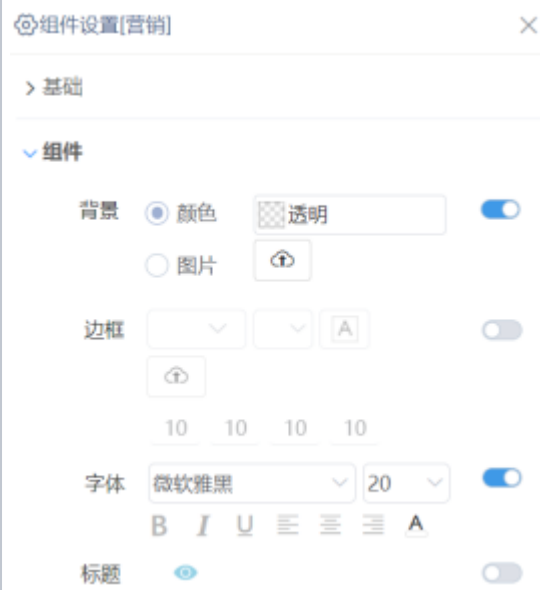 组件设置[营销]
基础
组件
背景 颜色 透明
图片
边框 A
10 10 10 10
字体 微软雅黑 20
B I U A
标题